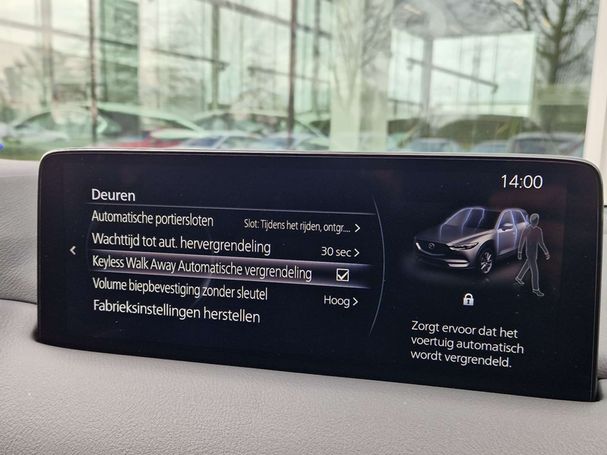 14:00
Deuren
Automatische portiersloten Slot: Tijdens het rijden, ontgr...
Wachttijd tot aut. hervergrendeling 30 sec
Keyless Walk Away Automatische vergrendeling
Volume biepbevestiging zonder sleutel Hoog
Fabrieksinstellingen herstellen
Zorgt ervoor dat het
voertuig automatisch
wordt vergrendeld.